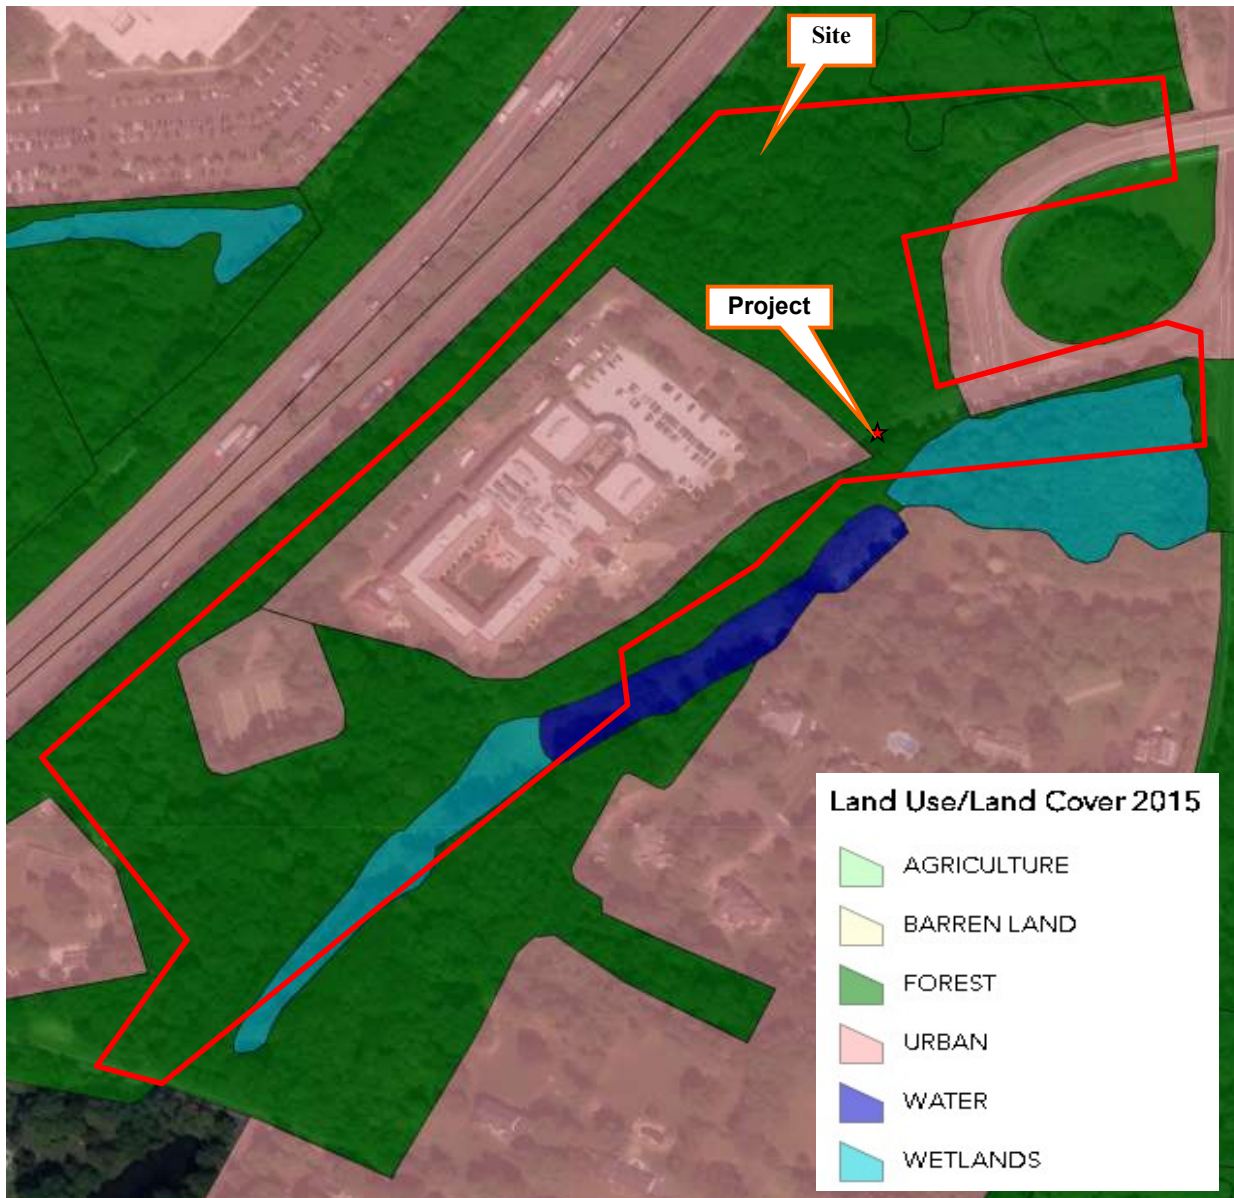 Site
Project
Land Use/Land Cover 2015
AGRICULTURE
BARREN LAND
FOREST
URBAN
WATER
WETLANDS